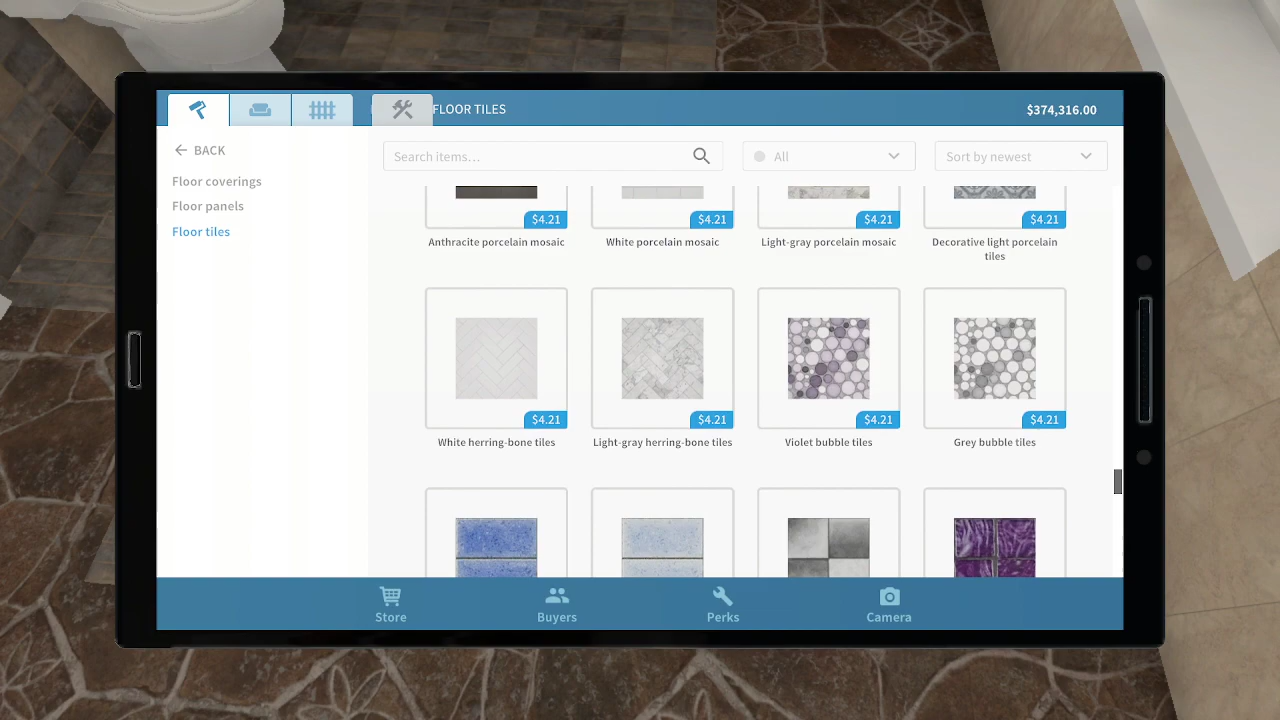 FLOOR TILES
$374,316.00
BACK
Search items...
All
Sort by newest
Floor coverings
Floor panels
Floor tiles
$4.21
$4.21
$4.21
$4.21
Anthracite porcelain mosaic
White porcelain mosaic
Light-gray porcelain mosaic
Decorative light porcelain
tiles
$4.21
$4.21
$4.21
$4.21
White herring-bone tiles
Light-gray herring-bone tiles
Violet bubble tiles
Grey bubble tiles
Store
Buyers
Perks
Camera